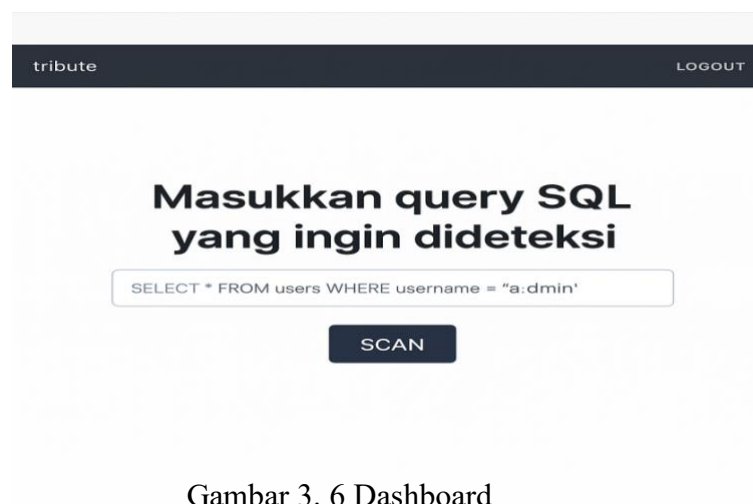 tribute
LOGOUT
Masukkan query SQL
yang ingin dideteksi
SELECT * FROM users WHERE username = “a:dmin'
SCAN
Gambar 3. 6 Dashboard